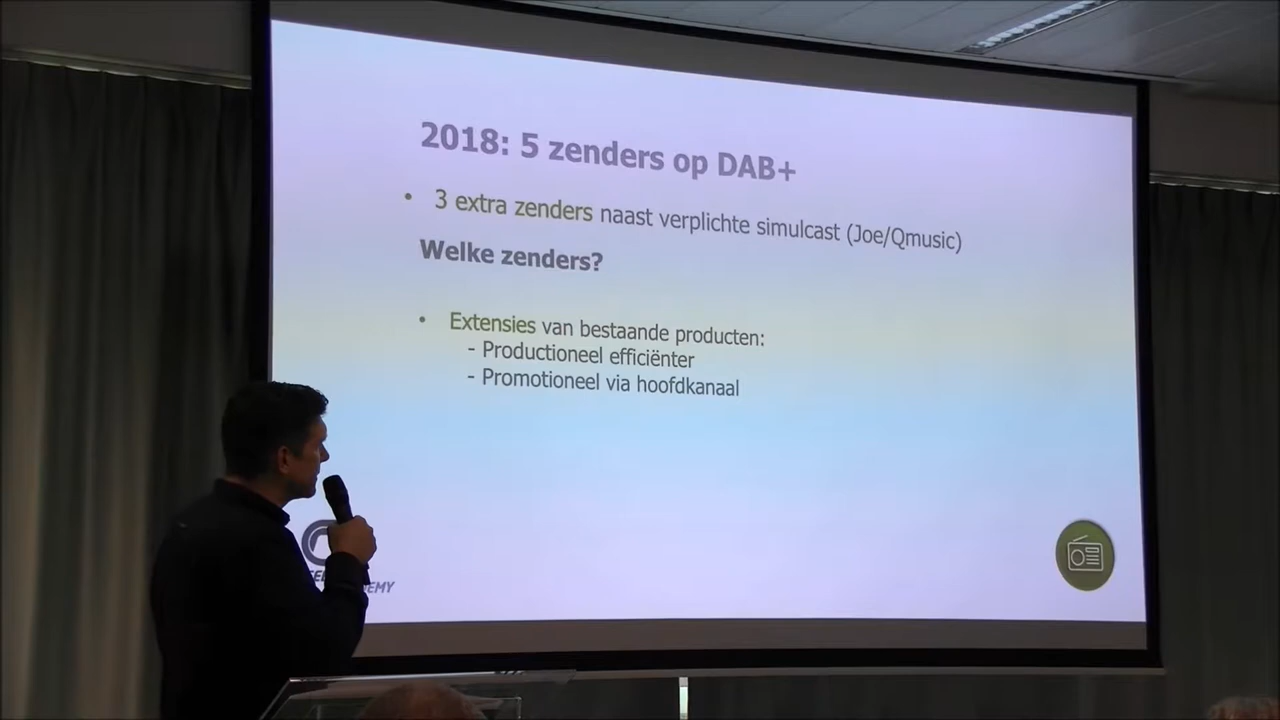 2018: 5 zenders op DAB+
• 3 extra zenders naast verplichte simulcast (Joe/Qmusic)
Welke zenders?
• Extensies van bestaande producten:
- Productioneel efficiënter
- Promotioneel via hoofdkanaal